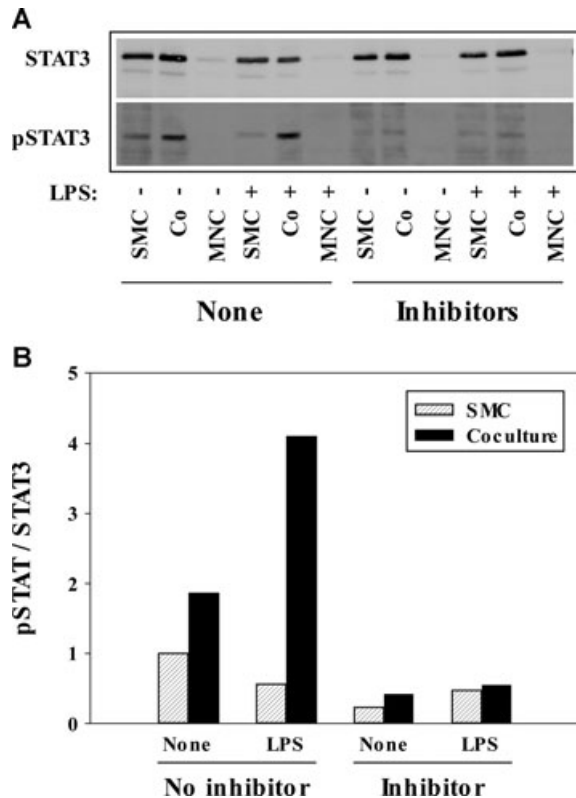 A
STAT3
pSTAT3
LPS: - - - + + + - - - + + +
SMC Co MNC SMC Co MNC SMC Co MNC SMC Co MNC
None Inhibitors
B
5
4
3
2
1
0
pSTAT / STAT3
SMC
Coculture
None LPS None LPS
No inhibitor Inhibitor